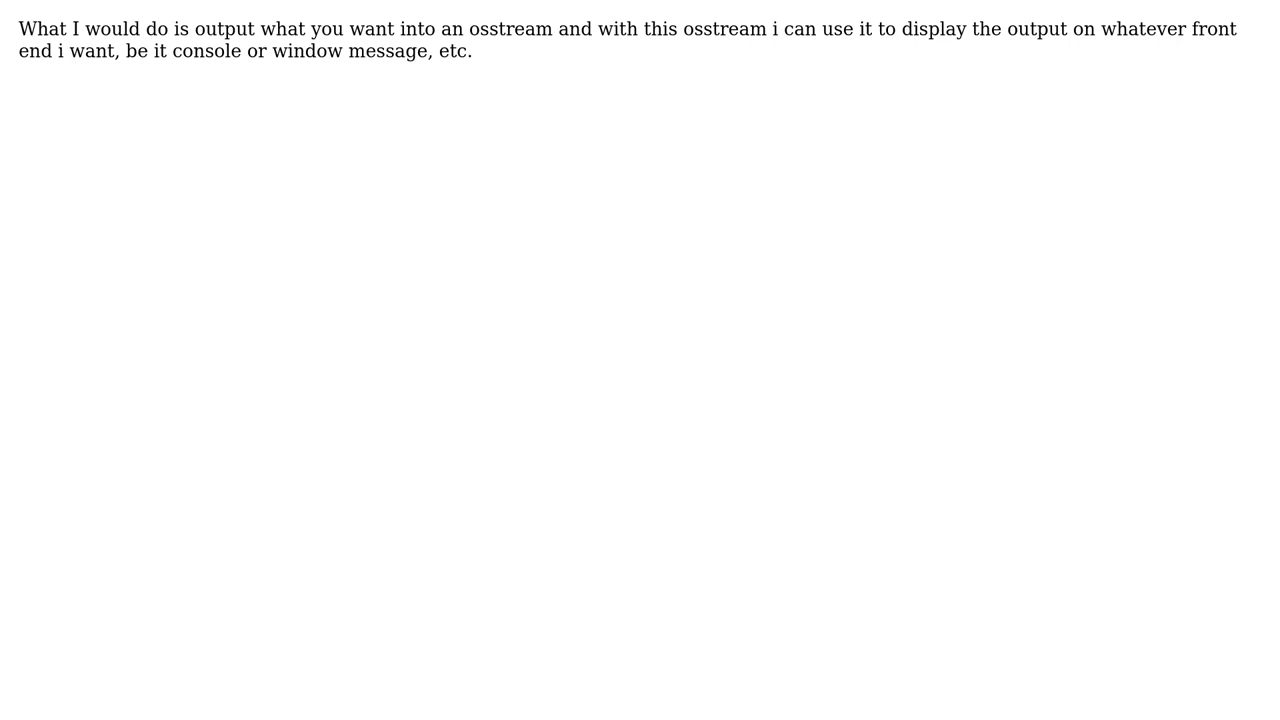 What I would do is output what you want into an osstream and with this osstream i can use it to display the output on whatever front
end i want, be it console or window message, etc.